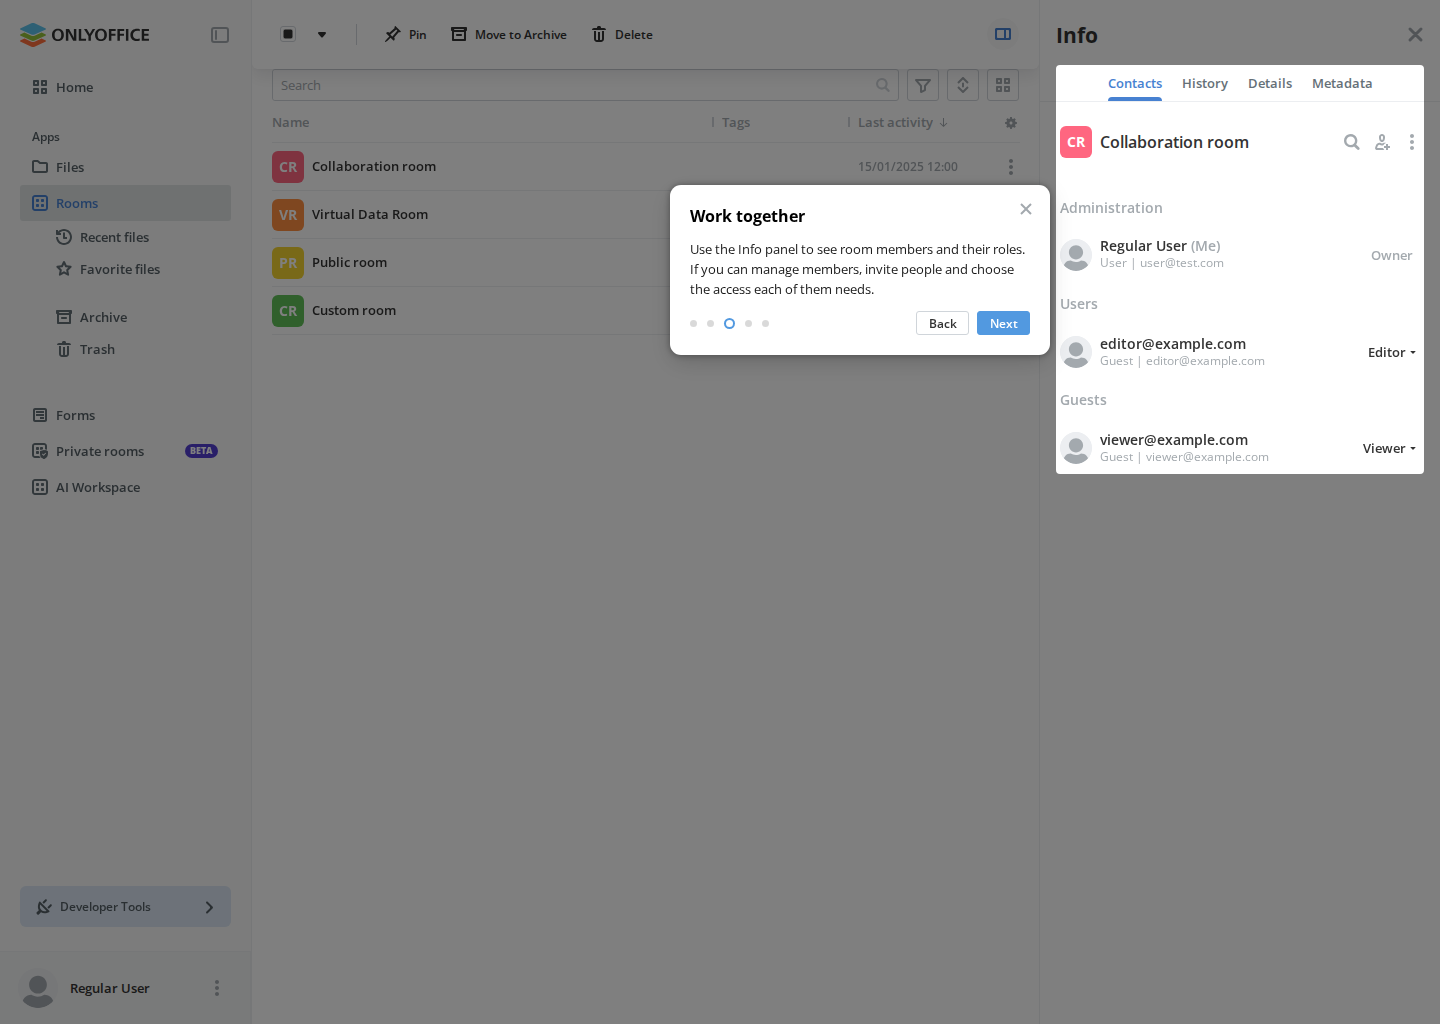 ONLYOFFICE
Home
Apps
Files
Rooms
Recent files
Favorite files
Archive
Trash
Forms
Private rooms BETA
AI Workspace
Developer Tools
Regular User
Pin Move to Archive Delete
Search
Name Tags Last activity
CR Collaboration room 15/01/2025 12:00
VR Virtual Data Room
PR Public room
CR Custom room
Work together
Use the Info panel to see room members and their roles.
If you can manage members, invite people and choose
the access each of them needs.
Back Next
Info
Contacts History Details Metadata
CR Collaboration room
Administration
Regular User (Me)
User | user@test.com
Owner
Users
editor@example.com
Guest | editor@example.com
Editor
Guests
viewer@example.com
Guest | viewer@example.com
Viewer